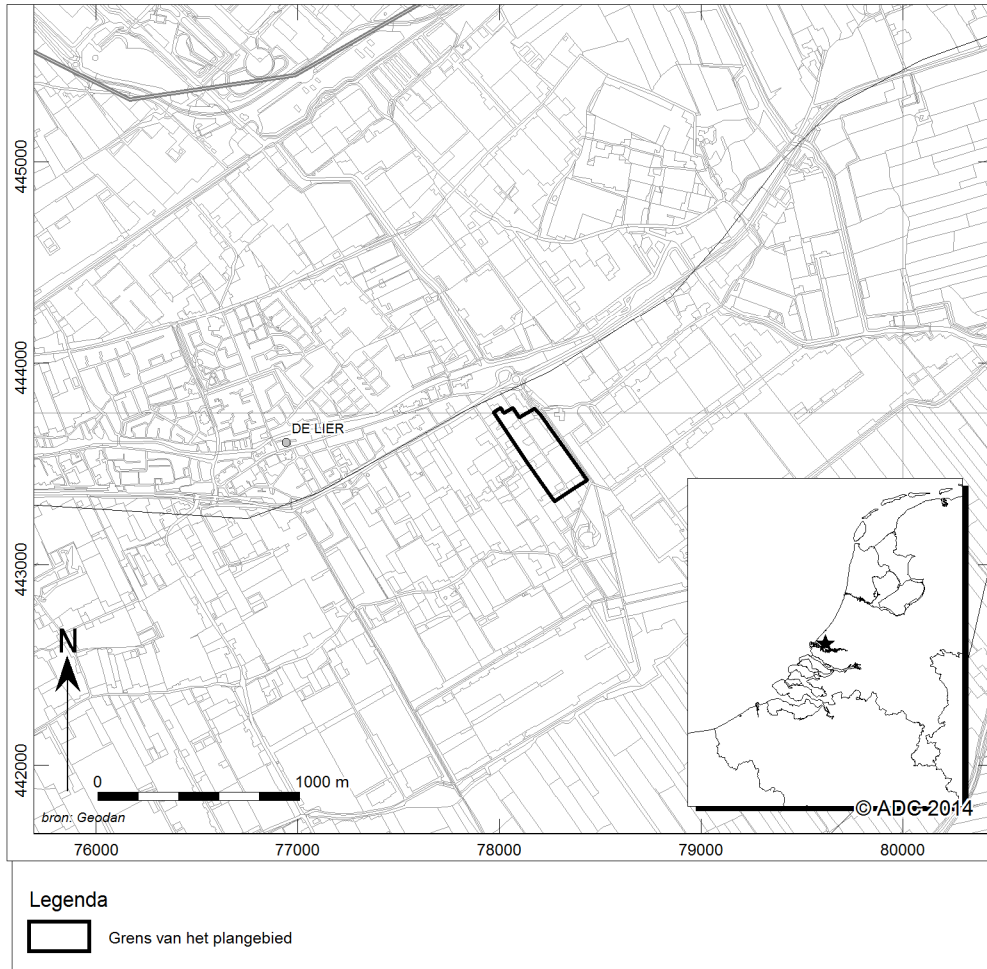 445000
444000
443000
442000
DE LIER
N
0 1000 m
bron: Geodan
© ADC 2014
76000 77000 78000 79000 80000
Legenda
Grens van het plangebied